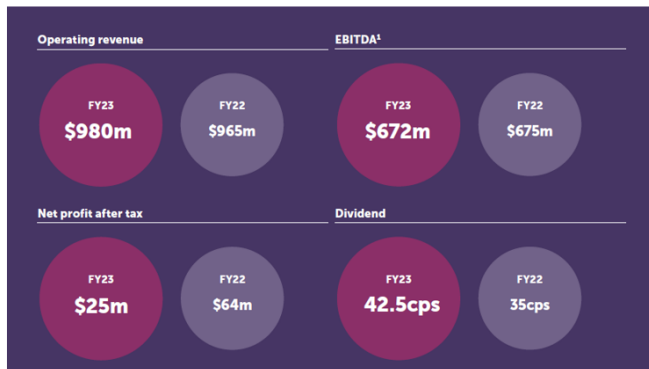 Operating revenue
EBITDA¹
FY23
$980m
FY22
$965m
FY23
$672m
FY22
$675m
Net profit after tax
Dividend
FY23
$25m
FY22
$64m
FY23
42.5cps
FY22
35cps